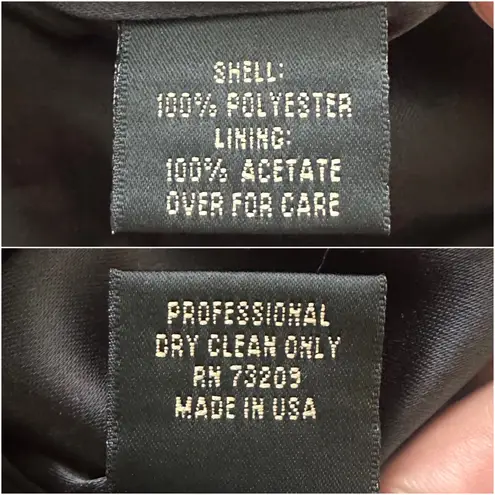 SHELL:
100% POLYESTER
LINING:
100% ACETATE
OVER FOR CARE
PROFESSIONAL
DRY CLEAN ONLY
RN 73209
MADE IN USA